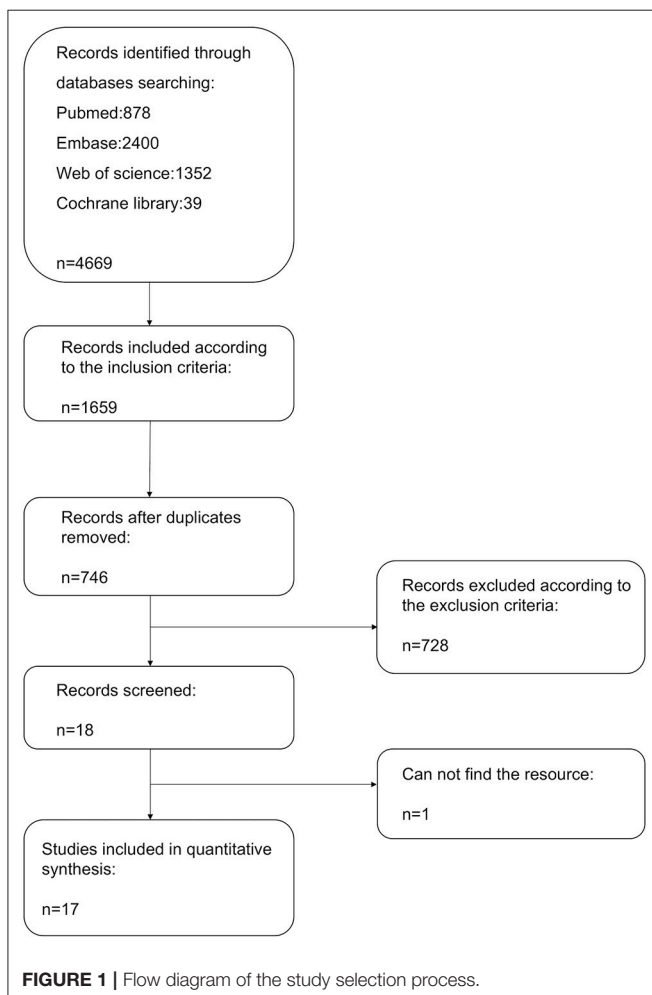 Records identified through
databases searching:
Pubmed:878
Embase:2400
Web of science:1352
Cochrane library:39
n=4669
Records included according
to the inclusion criteria:
n=1659
Records after duplicates
removed:
n=746
Records excluded according to
the exclusion criteria:
n=728
Records screened:
n=18
Can not find the resource:
n=1
Studies included in quantitative
synthesis:
n=17
FIGURE 1 | Flow diagram of the study selection process.